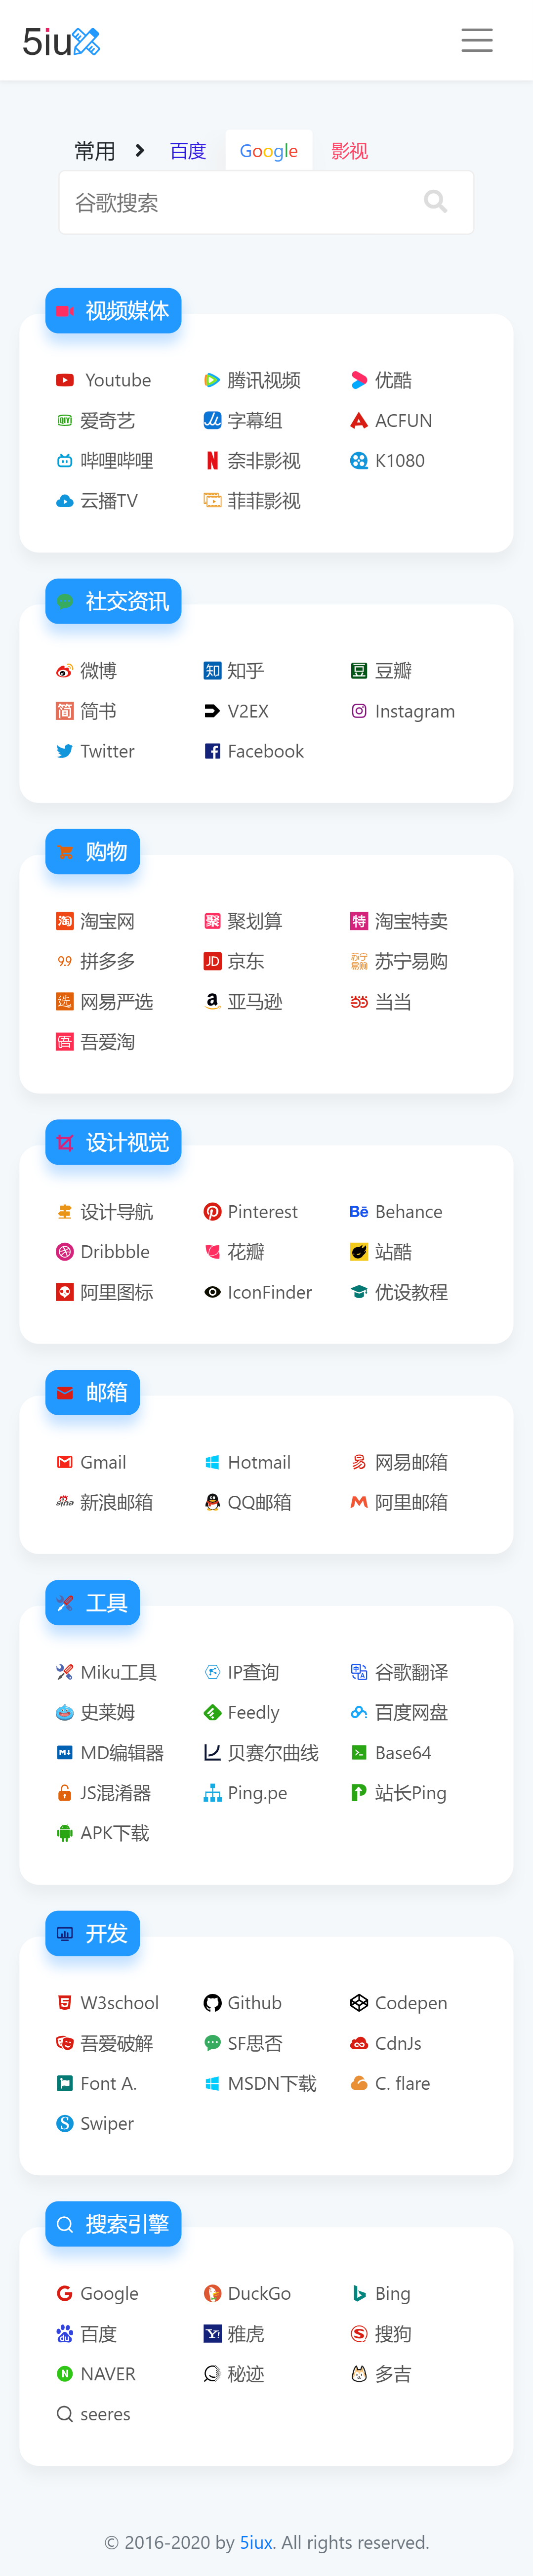 5iux
常用 百度 Google 影视
谷歌搜索
视频媒体
Youtube 腾讯视频 优酷
爱奇艺 字幕组 ACFUN
哔哩哔哩 奈非影视 K1080
云播TV 菲菲影视
社交资讯
微博 知乎 豆瓣
简书 V2EX Instagram
Twitter Facebook
购物
淘宝网 聚划算 淘宝特卖
拼多多 京东 苏宁易购
网易严选 亚马逊 当当
吾爱淘
设计视觉
设计导航 Pinterest Behance
Dribbble 花瓣 站酷
阿里图标 IconFinder 优设教程
邮箱
Gmail Hotmail 网易邮箱
新浪邮箱 QQ邮箱 阿里邮箱
工具
Miku工具 IP查询 谷歌翻译
史莱姆 Feedly 百度网盘
MD编辑器 贝赛尔曲线 Base64
JS混淆器 Ping.pe 站长Ping
APK下载
开发
W3school Github Codepen
吾爱破解 SF思否 CdnJs
Font A. MSDN下载 C. flare
Swiper
搜索引擎
Google DuckGo Bing
百度 雅虎 搜狗
NAVER 秘迹 多吉
seeres
© 2016-2020 by 5iux. All rights reserved.